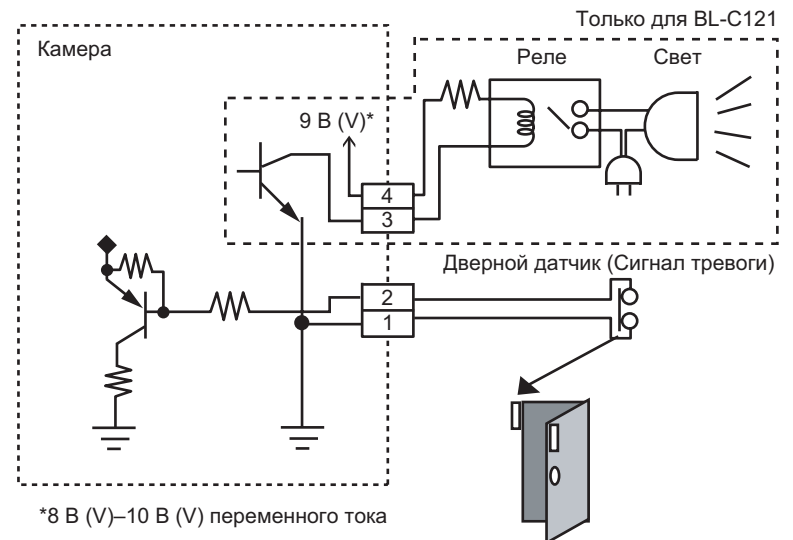 Только для BL-C121
Камера
Реле Свет
9 В (V)*
4
3
Дверной датчик (Сигнал тревоги)
2
1
*8 В (V)–10 В (V) переменного тока